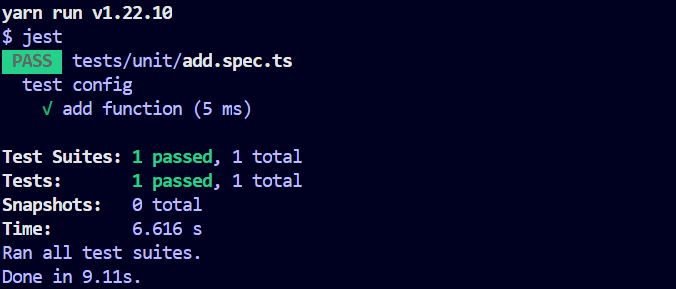 yarn run v1.22.10
$ jest
PASS tests/unit/add.spec.ts
test config
√ add function (5 ms)
Test Suites: 1 passed, 1 total
Tests: 1 passed, 1 total
Snapshots: 0 total
Time: 6.616 s
Ran all test suites.
Done in 9.11s.